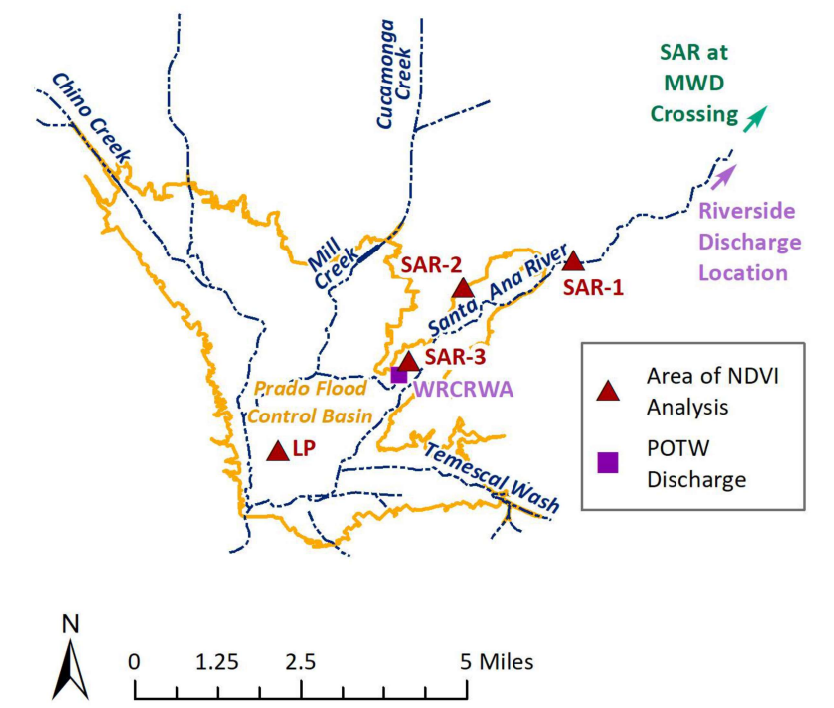 SAR at
MWD
Crossing
Cucamonga
Creek
Chino Creek
Riverside
Discharge
Location
Mill
Creek
SAR-2
Santa Ana River
SAR-1
SAR-3
WRCRWA
Prado Flood
Control Basin
LP
Temescal Wash
Area of NDVI
Analysis
POTW
Discharge
N
0 1.25 2.5 5 Miles